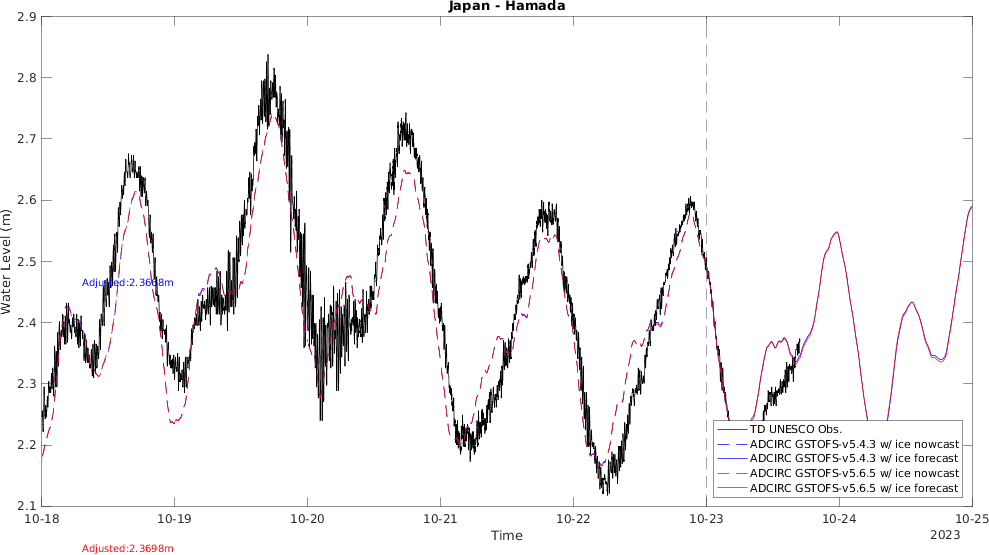 Japan - Hamada
2.9
2.8
2.7
2.6
2.5
2.4
2.3
2.2
2.1
Water Level (m)
Adjusted:2.3668m
TD UNESCO Obs.
ADCIRC GSTOFS-v5.4.3 w/ ice nowcast
ADCIRC GSTOFS-v5.4.3 w/ ice forecast
ADCIRC GSTOFS-v5.6.5 w/ ice nowcast
ADCIRC GSTOFS-v5.6.5 w/ ice forecast
10-18 10-19 10-20 10-21 10-22 10-23 10-24 10-25
Time
2023
Adjusted:2.3698m